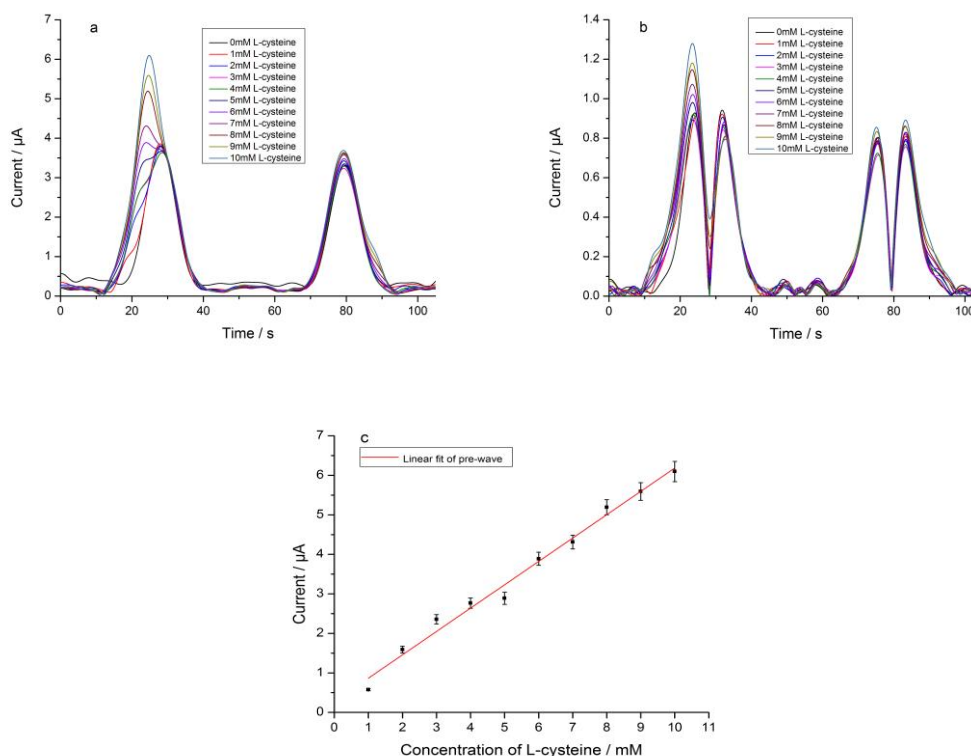 a
0mM L-cysteine
1mM L-cysteine
2mM L-cysteine
3mM L-cysteine
4mM L-cysteine
5mM L-cysteine
6mM L-cysteine
7mM L-cysteine
8mM L-cysteine
9mM L-cysteine
10mM L-cysteine
7
6
5
4
3
2
1
0
Current / µA
0 20 40 60 80 100
Time / s
b
0mM L-cysteine
1mM L-cysteine
2mM L-cysteine
3mM L-cysteine
4mM L-cysteine
5mM L-cysteine
6mM L-cysteine
7mM L-cysteine
8mM L-cysteine
9mM L-cysteine
10mM L-cysteine
1.4
1.2
1.0
0.8
0.6
0.4
0.2
0.0
Current / µA
0 20 40 60 80 100
Time / s
c
Linear fit of pre-wave
7
6
5
4
3
2
1
0
Current / µA
0 1 2 3 4 5 6 7 8 9 10 11
Concentration of L-cysteine / mM